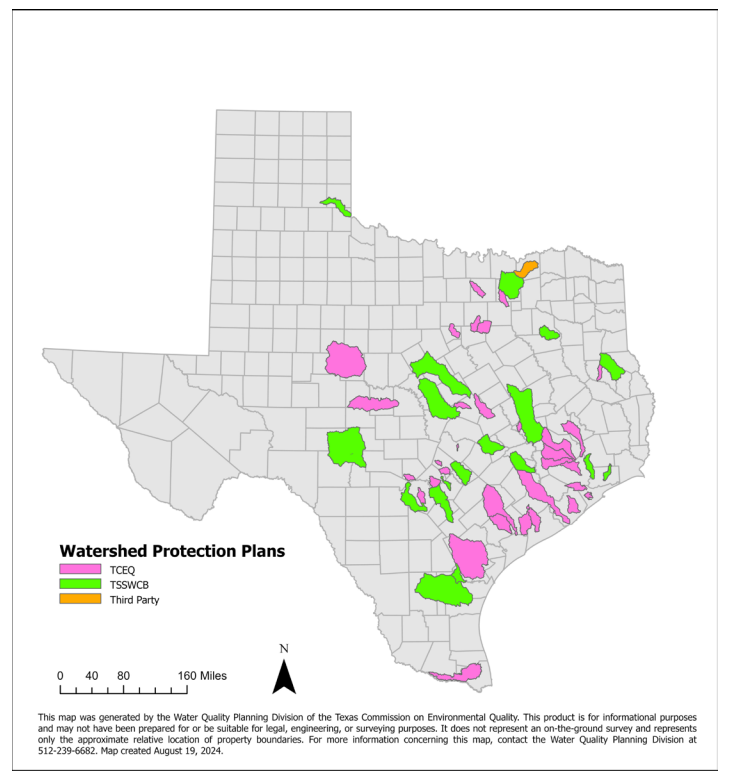 Watershed Protection Plans
TCEQ
TSSWCB
Third Party
N
0 40 80 160 Miles
This map was generated by the Water Quality Planning Division of the Texas Commission on Environmental Quality. This product is for informational purposes
and may not have been prepared for or be suitable for legal, engineering, or surveying purposes. It does not represent an on-the-ground survey and represents
only the approximate relative location of property boundaries. For more information concerning this map, contact the Water Quality Planning Division at
512-239-6682. Map created August 19, 2024.